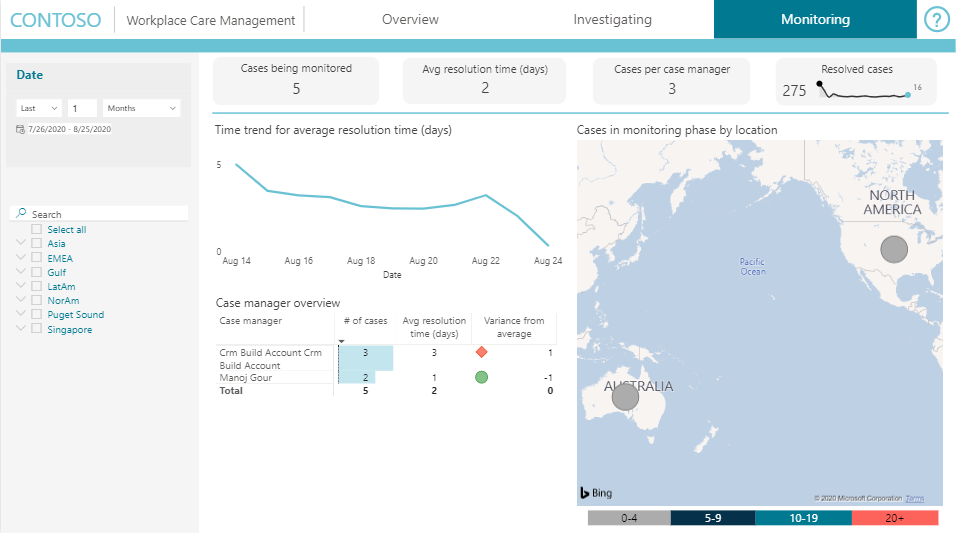 CONTOSO
Workplace Care Management
Overview
Investigating
Monitoring
?
Date
Last
1
Months
7/26/2020 - 8/25/2020
Search
Select all
Asia
EMEA
Gulf
LatAm
NorAm
Puget Sound
Singapore
Cases being monitored
5
Avg resolution time (days)
2
Cases per case manager
3
Resolved cases
275
16
Time trend for average resolution time (days)
5
0
Aug 14 Aug 16 Aug 18 Aug 20 Aug 22 Aug 24
Date
Case manager overview
Case manager # of cases Avg resolution Variance from
time (days) average
Crm Build Account Crm 3 3 1
Build Account
Manoj Gour 2 1 -1
Total 5 2 0
Cases in monitoring phase by location
NORTH
AMERICA
Pacific
Ocean
AUSTRALIA
Bing
© 2020 Microsoft Corporation Terms
0-4 5-9 10-19 20+